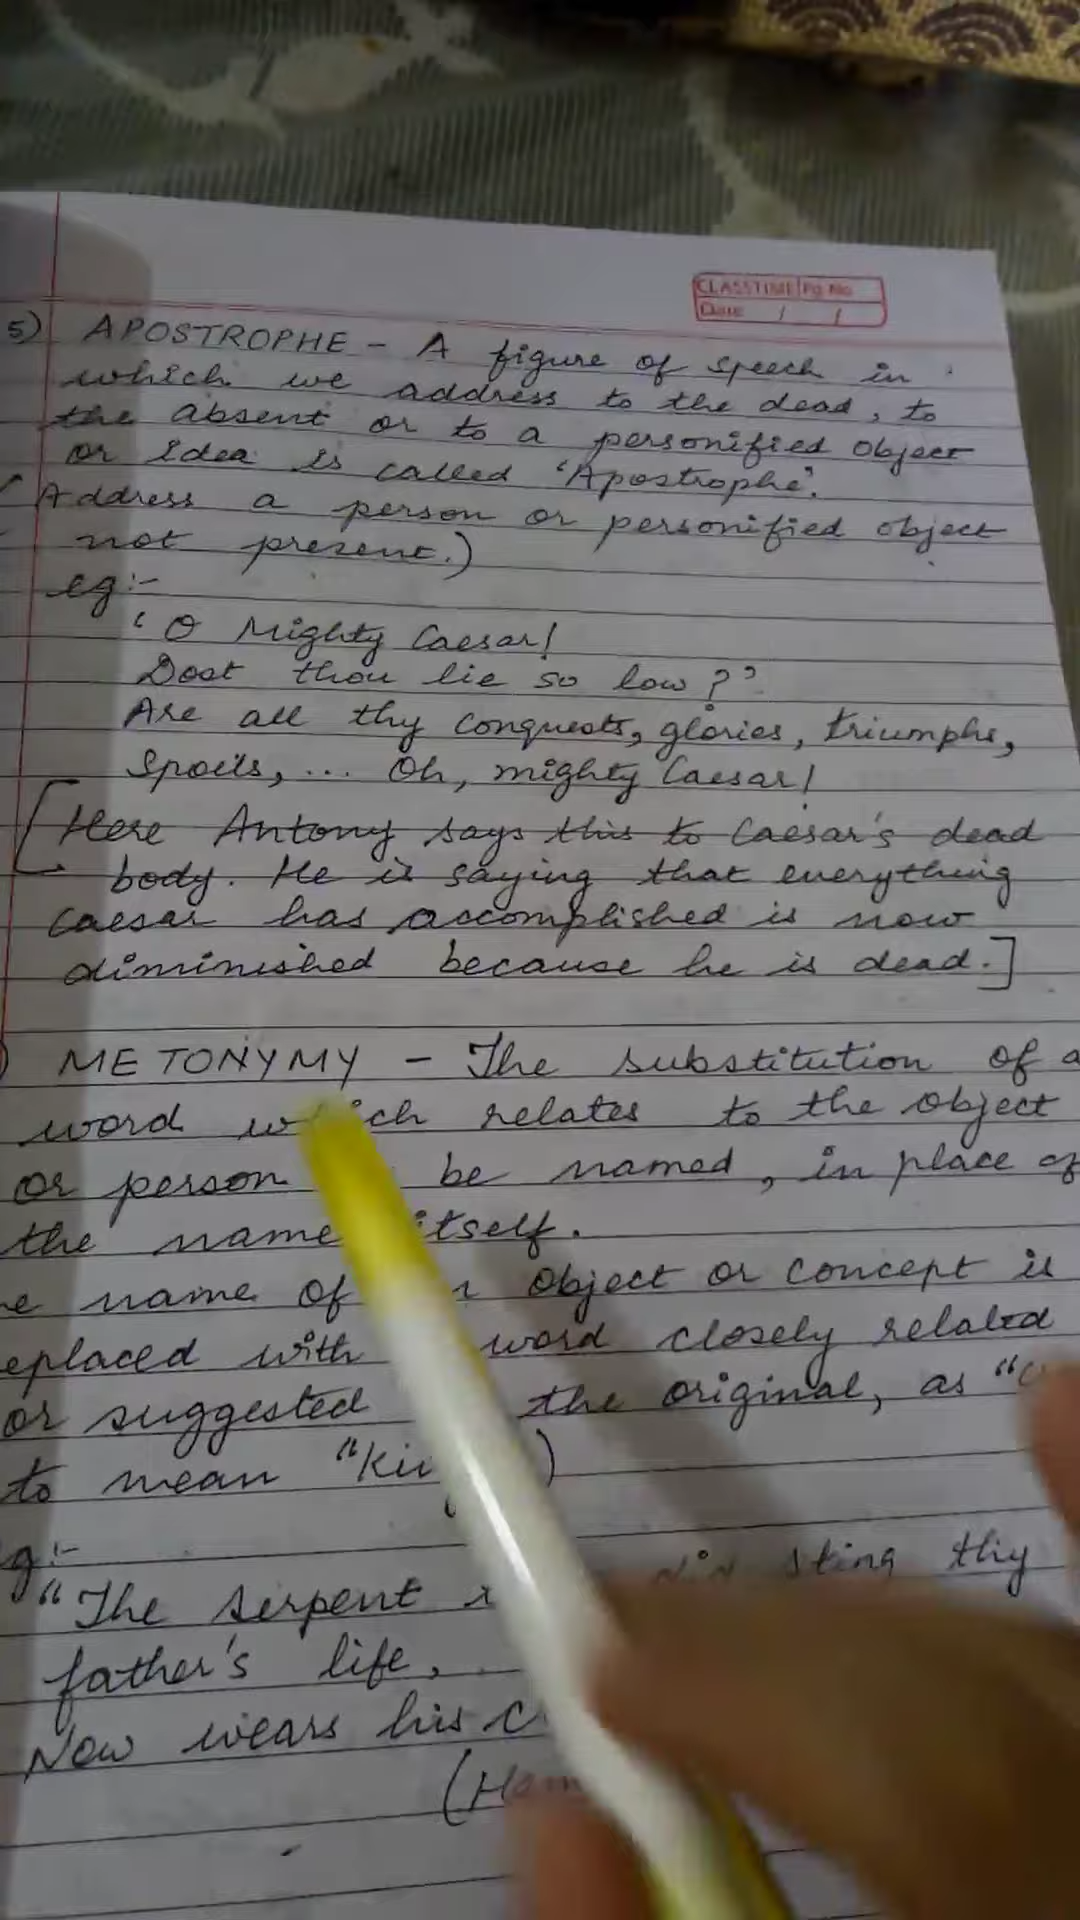 CLASSTIME Pg. No.
Date / /
5) APOSTROPHE - A figure of speech in
which we address to the dead, to
the absent or to a personified object
or idea is called 'Apostrophe'.
(Address a person or personified object
not present.)
eg:-
'O Mighty Caesar!
Dost thou lie so low?'
Are all thy conquests, glories, triumphs,
Spoils, ... Oh, mighty Caesar!
[Here Antony says this to Caesar's dead
body. He is saying that everything
Caesar has accomplished is now
diminished because he is dead.]
) METONYMY - The substitution of a
word which relates to the object
or person be named, in place of
the name itself.
name of object or concept is
eplaced with word closely related
or suggested the original, as "
to mean )
g:-
"The serpent sting thy
father's life,
Now wears his